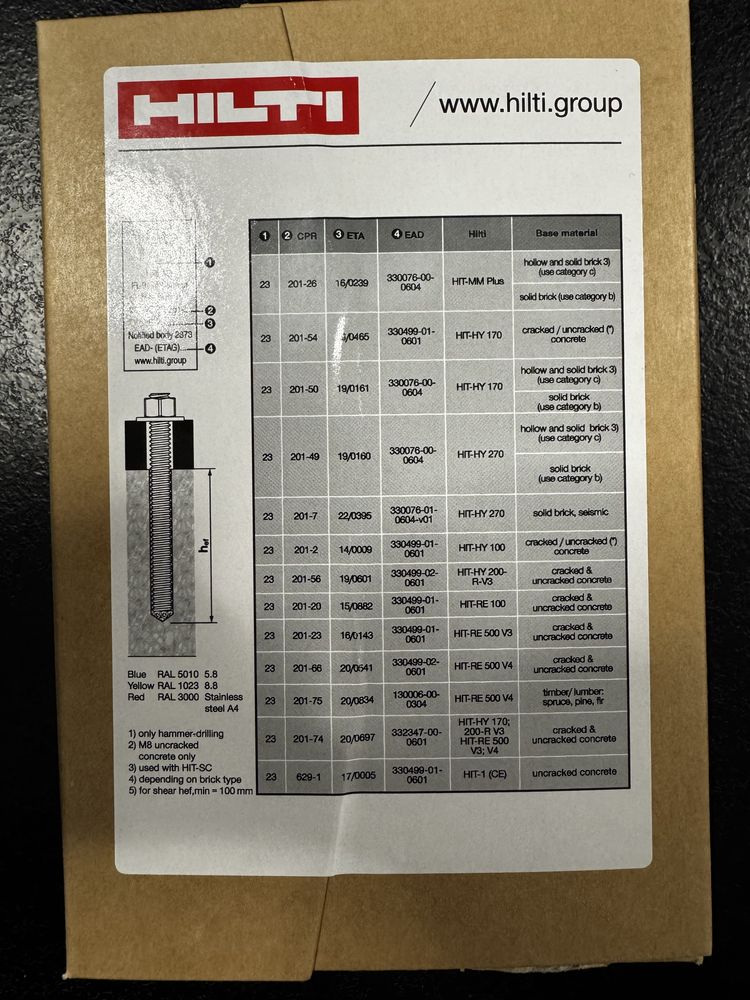 HILTI
www.hilti.group
Notified body 2873
EAD- (ETAG)
www.hilti.group
1
2
3
4
1 2 CPR 3 ETA 4 EAD Hilti Base material
23 201-26 16/0239 330076-00-0604 HIT-MM Plus hollow and solid brick 3) (use category c)
solid brick (use category b)
23 201-54 /0465 330499-01-0601 HIT-HY 170 cracked / uncracked (*) concrete
23 201-50 19/0161 330076-00-0604 HIT-HY 170 hollow and solid brick 3) (use category c)
solid brick (use category b)
23 201-49 19/0160 330076-00-0604 HIT-HY 270 hollow and solid brick 3) (use category c)
solid brick (use category b)
23 201-7 22/0395 330076-01-0604-v01 HIT-HY 270 solid brick, seismic
23 201-2 14/0009 330499-01-0601 HIT-HY 100 cracked / uncracked (*) concrete
23 201-56 19/0601 330499-02-0601 HIT-HY 200-R-V3 cracked & uncracked concrete
23 201-20 15/0882 330499-01-0601 HIT-RE 100 cracked & uncracked concrete
23 201-23 16/0143 330499-01-0601 HIT-RE 500 V3 cracked & uncracked concrete
23 201-66 20/0541 330499-02-0601 HIT-RE 500 V4 cracked & uncracked concrete
23 201-75 20/0834 130006-00-0304 HIT-RE 500 V4 timber/ lumber: spruce, pine, fir
23 201-74 20/0697 332347-00-0601 HIT-HY 170; 200-R V3 HIT-RE 500 V3; V4 cracked & uncracked concrete
23 629-1 17/0005 330499-01-0601 HIT-1 (CE) uncracked concrete
hef
Blue RAL 5010 5.8
Yellow RAL 1023 8.8
Red RAL 3000 Stainless
steel A4
1) only hammer-drilling
2) M8 uncracked
concrete only
3) used with HIT-SC
4) depending on brick type
5) for shear hef,min = 100 mm